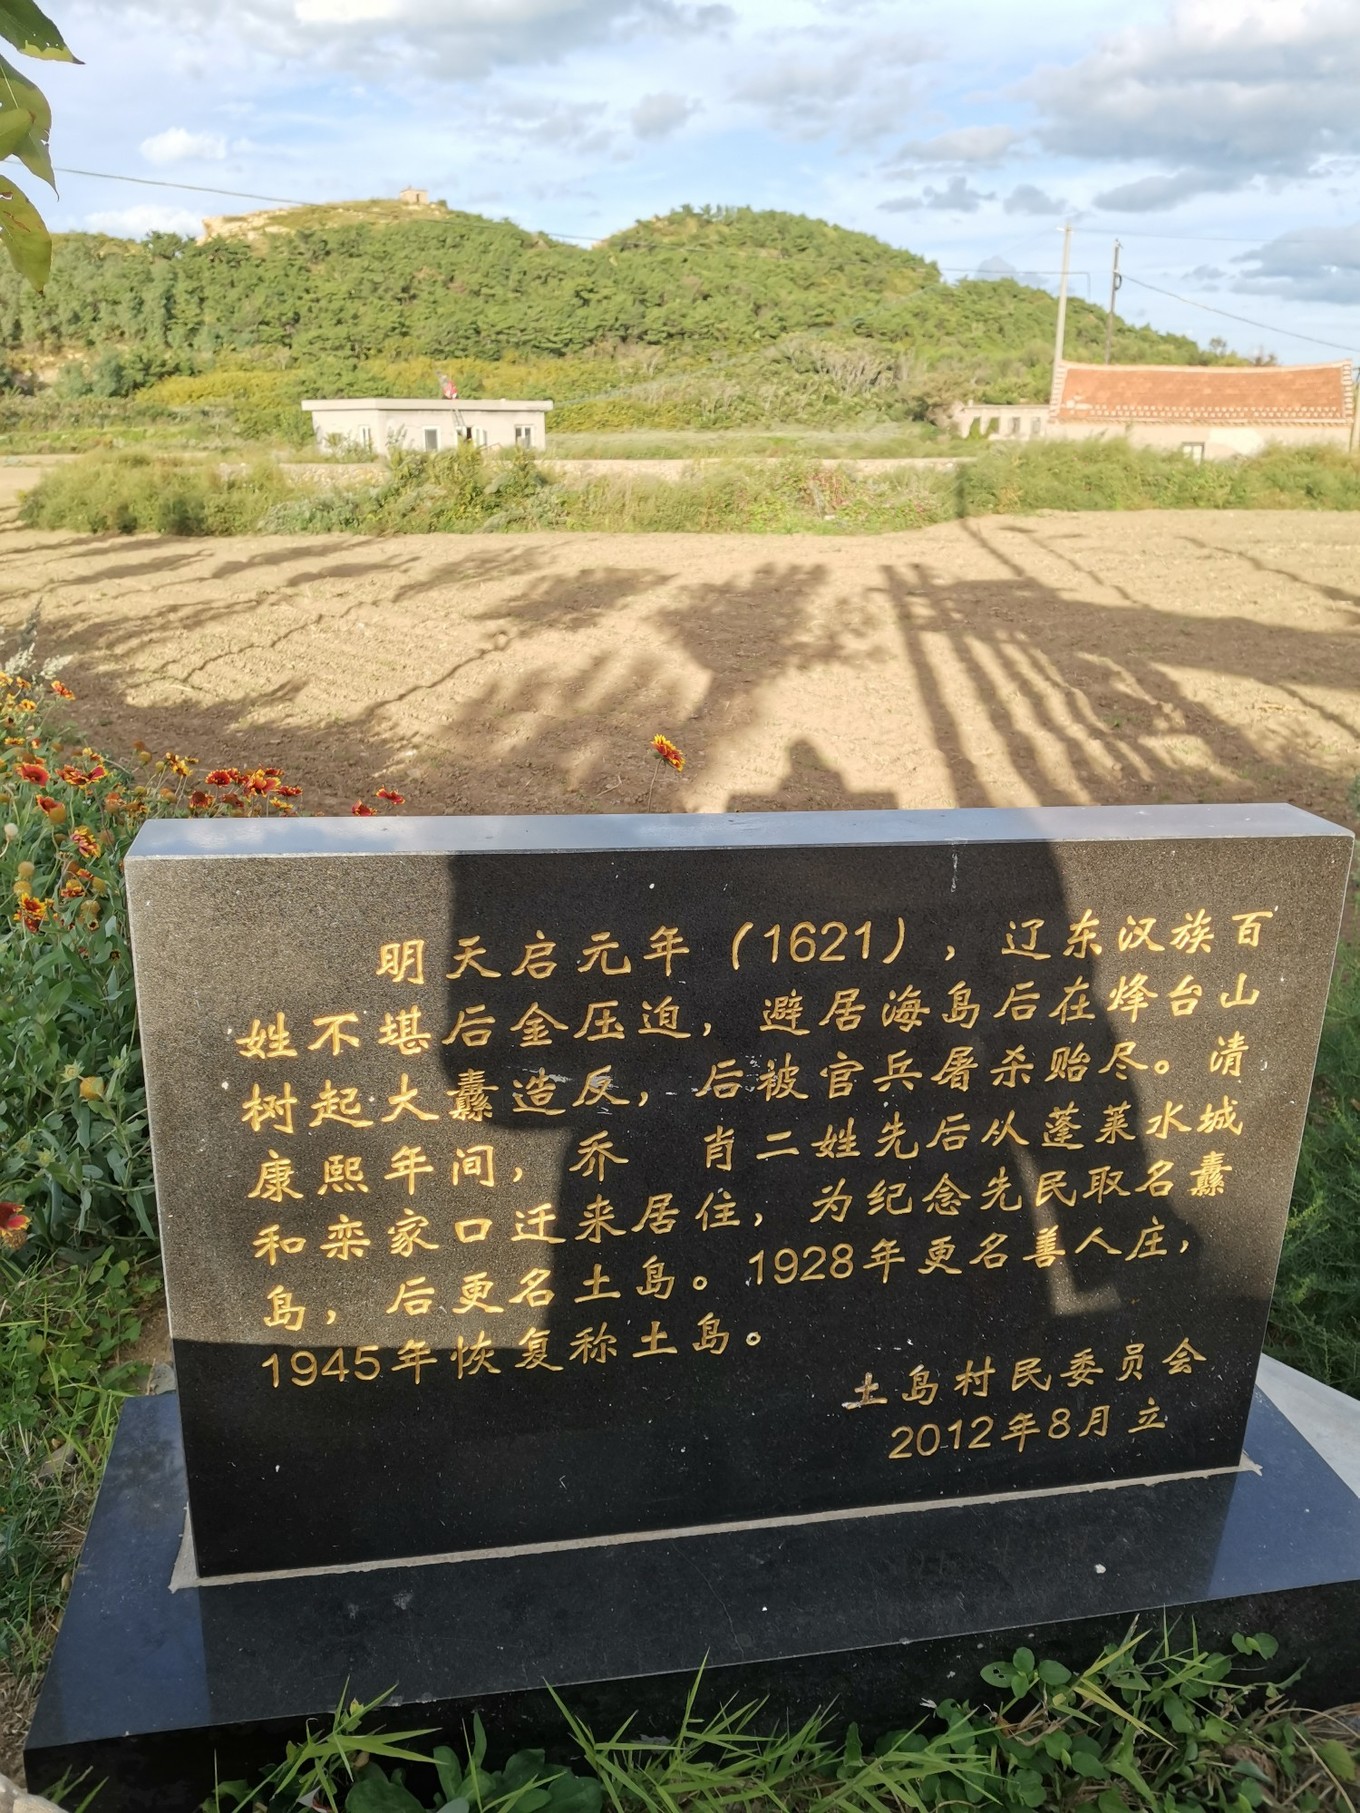 明天启元年（1621），辽东汉族百
姓不堪后金压迫，避居海岛后在烽台山
树起大纛造反，后被官兵屠杀贻尽。清
康熙年间，乔 肖二姓先后从蓬莱水城
和栾家口迁来居住，为纪念先民取名纛
岛，后更名土岛。1928年更名善人庄，
1945年恢复称土岛。
土岛村民委员会
2012年8月立